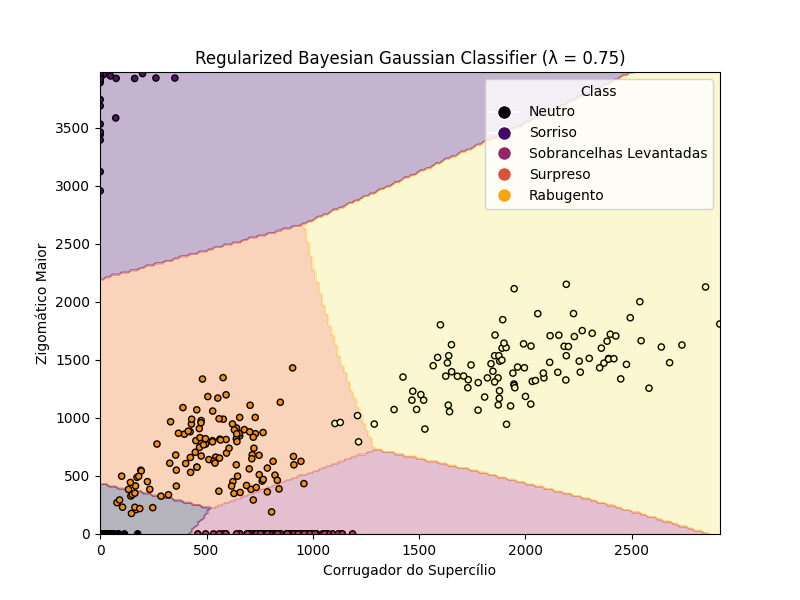 Regularized Bayesian Gaussian Classifier (λ = 0.75)
Class
Neutro
Sorriso
Sobrancelhas Levantadas
Surpreso
Rabugento
3500
3000
2500
2000
1500
1000
500
0
Zigomático Maior
0 500 1000 1500 2000 2500
Corrugador do Supercílio